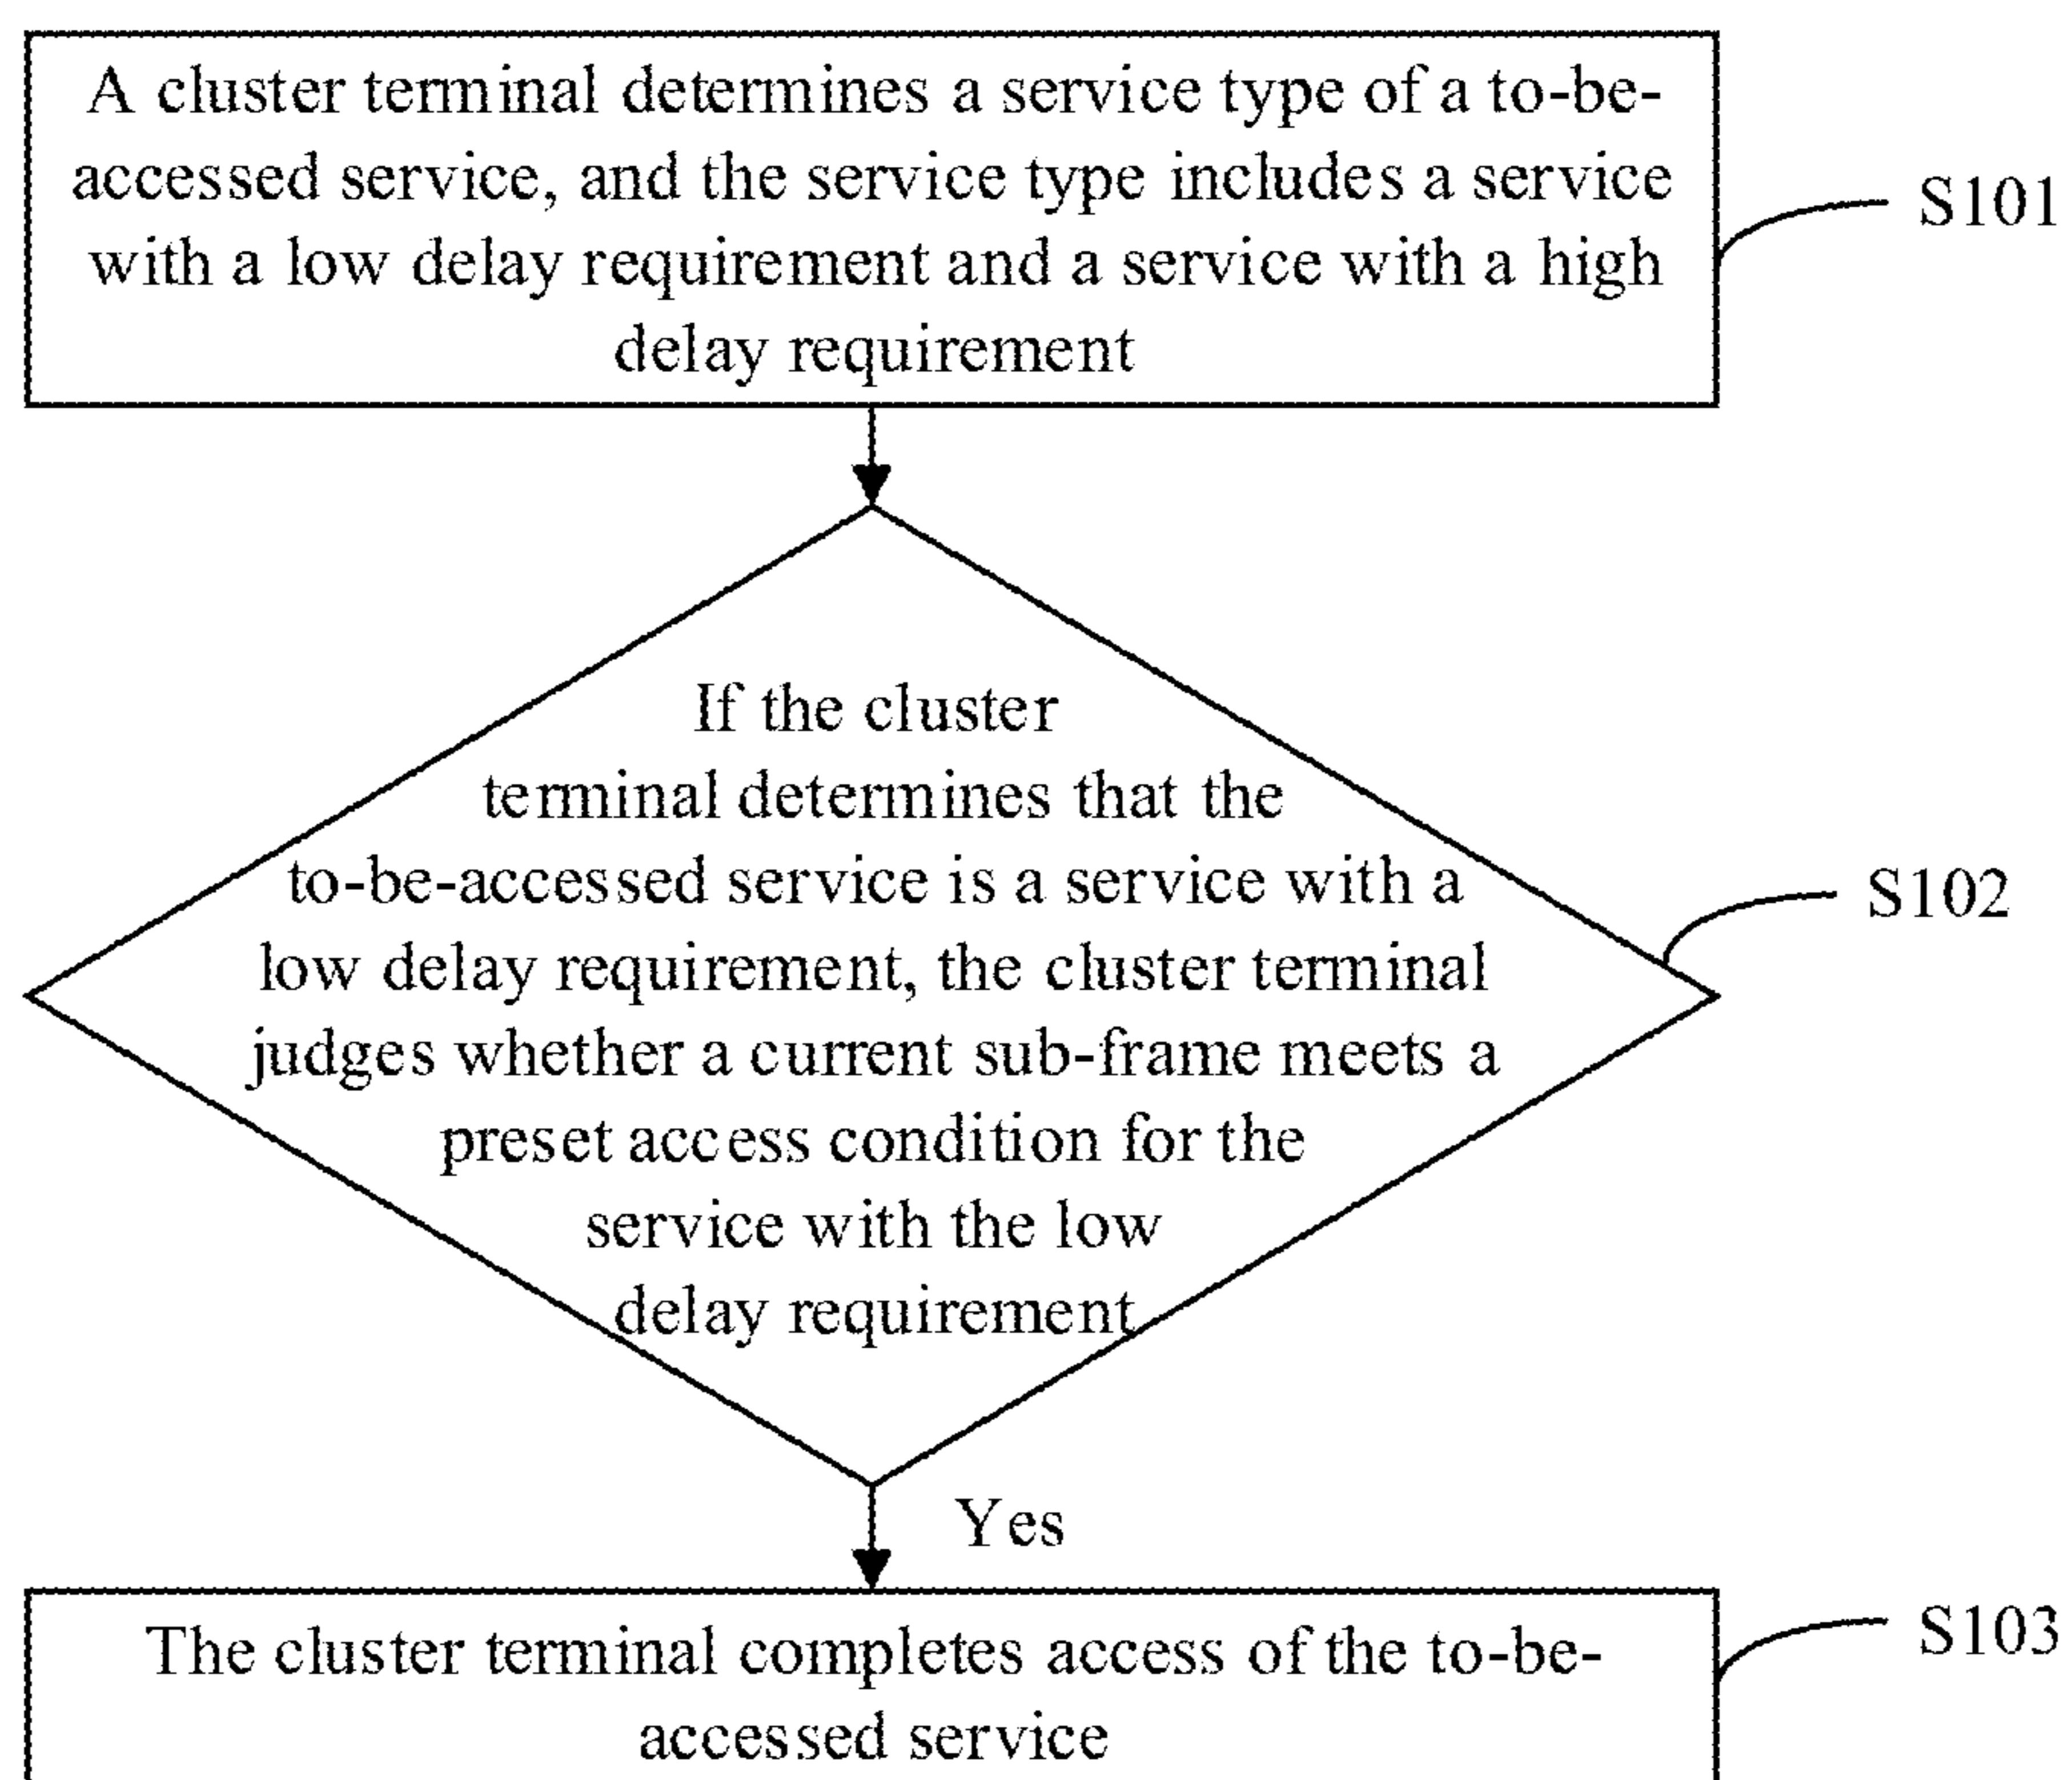 A cluster terminal determines a service type of a to-be-
accessed service, and the service type includes a service
with a low delay requirement and a service with a high
delay requirement
S101
If the cluster
terminal determines that the
to-be-accessed service is a service with a
low delay requirement, the cluster terminal
judges whether a current sub-frame meets a
preset access condition for the
service with the low
delay requirement
S102
Yes
The cluster terminal completes access of the to-be-
accessed service
S103